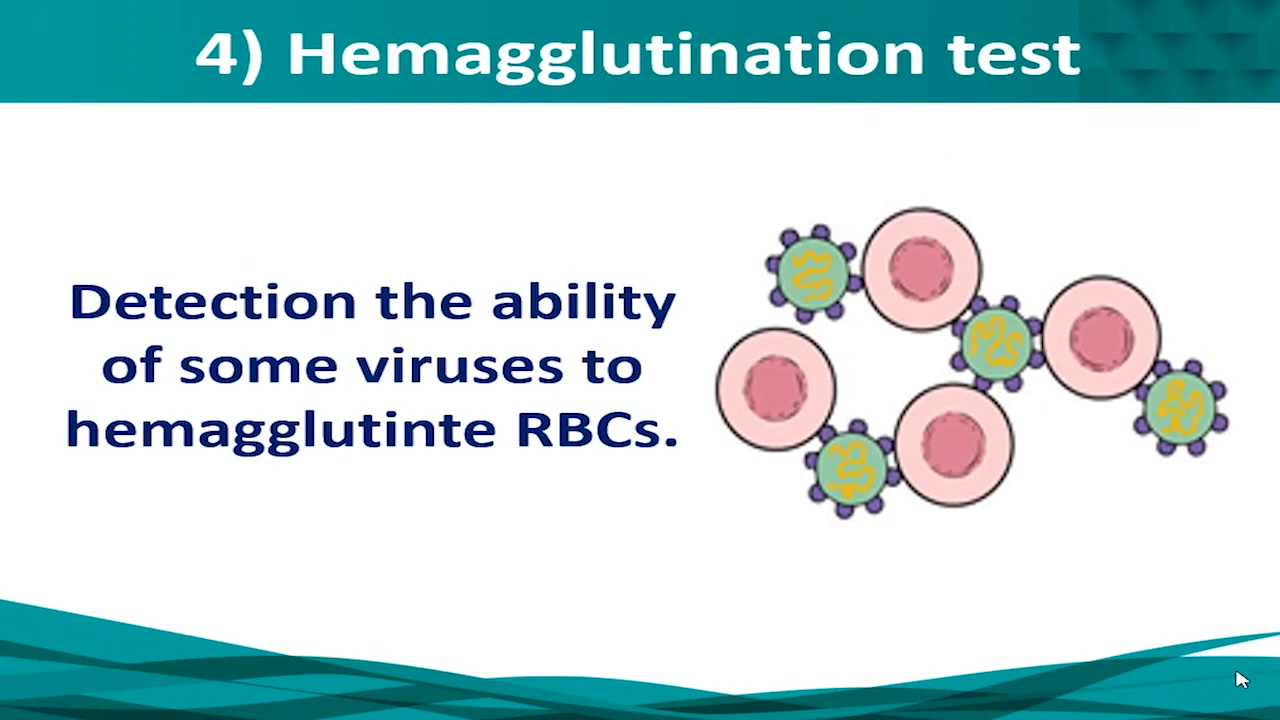 4) Hemagglutination test
Detection the ability
of some viruses to
hemagglutinte RBCs.